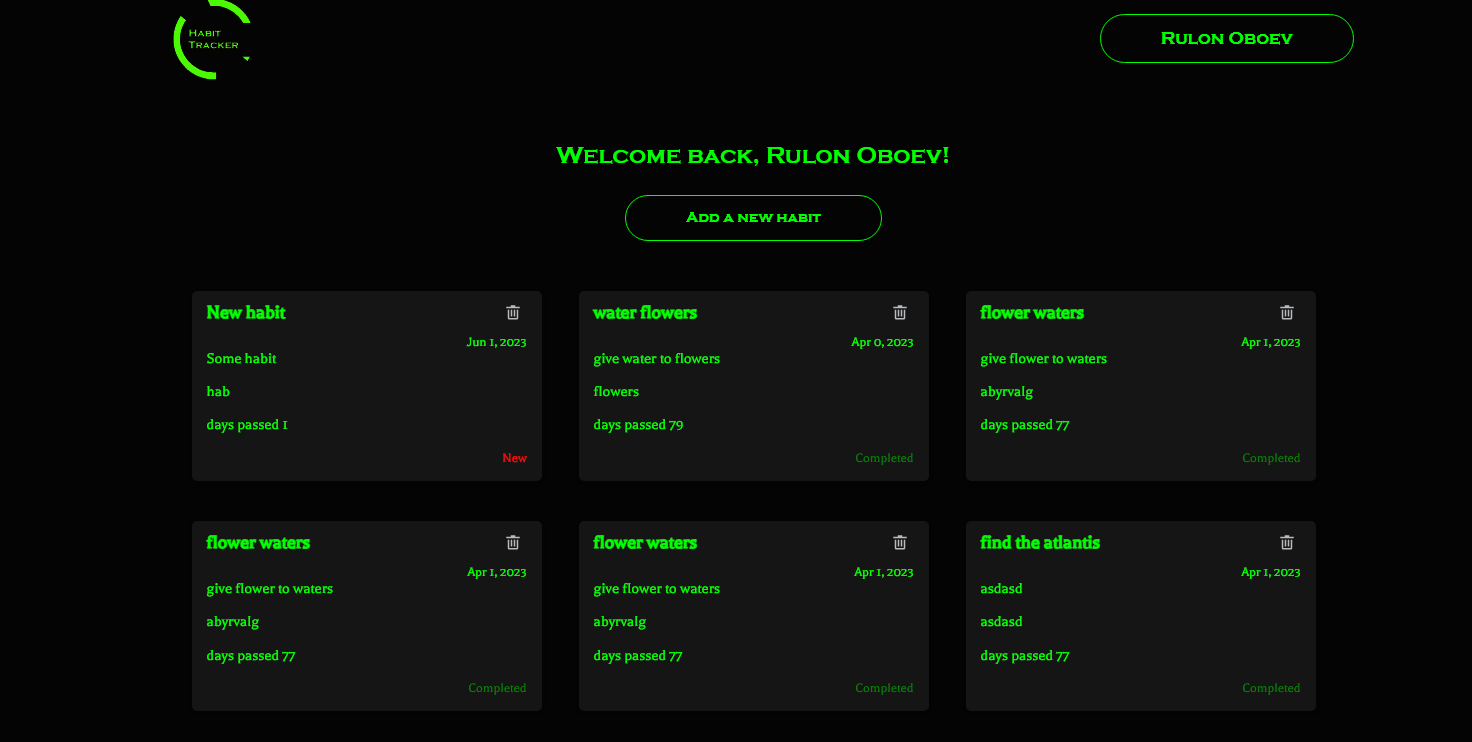 Habit
Tracker
Rulon Oboev
Welcome back, Rulon Oboev!
Add a new habit
New habit
Jun 1, 2023
Some habit
hab
days passed 1
New
water flowers
Apr 0, 2023
give water to flowers
flowers
days passed 79
Completed
flower waters
Apr 1, 2023
give flower to waters
abyrvalg
days passed 77
Completed
flower waters
Apr 1, 2023
give flower to waters
abyrvalg
days passed 77
Completed
flower waters
Apr 1, 2023
give flower to waters
abyrvalg
days passed 77
Completed
find the atlantis
Apr 1, 2023
asdasd
asdasd
days passed 77
Completed